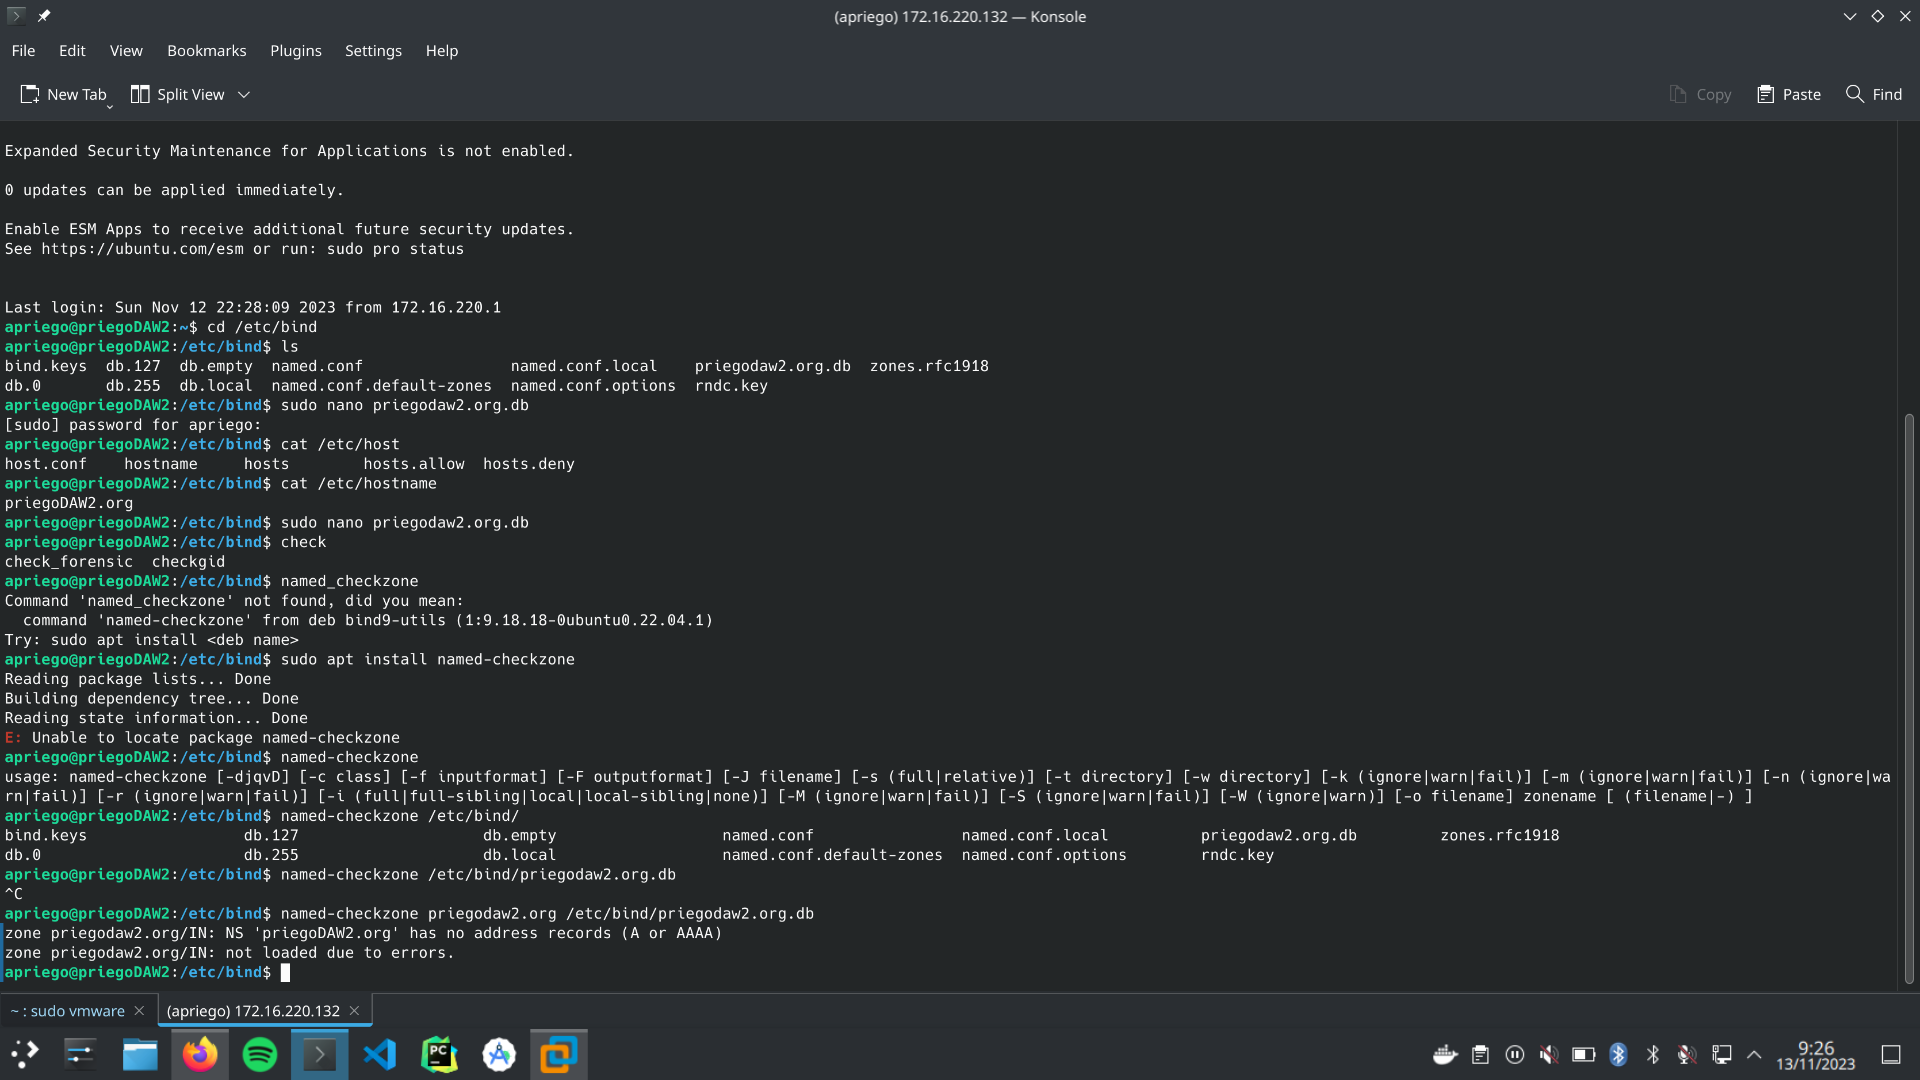 (apriego) 172.16.220.132 — Konsole
File Edit View Bookmarks Plugins Settings Help
New Tab Split View Copy Paste Find
Expanded Security Maintenance for Applications is not enabled.
0 updates can be applied immediately.
Enable ESM Apps to receive additional future security updates.
See https://ubuntu.com/esm or run: sudo pro status
Last login: Sun Nov 12 22:28:09 2023 from 172.16.220.1
apriego@priegoDAW2:~$ cd /etc/bind
apriego@priegoDAW2:/etc/bind$ ls
bind.keys  db.127  db.empty  named.conf                named.conf.local    priegodaw2.org.db  zones.rfc1918
db.0       db.255  db.local  named.conf.default-zones  named.conf.options  rndc.key
apriego@priegoDAW2:/etc/bind$ sudo nano priegodaw2.org.db
[sudo] password for apriego:
apriego@priegoDAW2:/etc/bind$ cat /etc/host
host.conf    hostname     hosts        hosts.allow  hosts.deny
apriego@priegoDAW2:/etc/bind$ cat /etc/hostname
priegoDAW2.org
apriego@priegoDAW2:/etc/bind$ sudo nano priegodaw2.org.db
apriego@priegoDAW2:/etc/bind$ check
check_forensic  checkgid
apriego@priegoDAW2:/etc/bind$ named_checkzone
Command 'named_checkzone' not found, did you mean:
  command 'named-checkzone' from deb bind9-utils (1:9.18.18-0ubuntu0.22.04.1)
Try: sudo apt install <deb name>
apriego@priegoDAW2:/etc/bind$ sudo apt install named-checkzone
Reading package lists... Done
Building dependency tree... Done
Reading state information... Done
E: Unable to locate package named-checkzone
apriego@priegoDAW2:/etc/bind$ named-checkzone
usage: named-checkzone [-djqvD] [-c class] [-f inputformat] [-F outputformat] [-J filename] [-s (full|relative)] [-t directory] [-w directory] [-k (ignore|warn|fail)] [-m (ignore|warn|fail)] [-n (ignore|wa
rn|fail)] [-r (ignore|warn|fail)] [-i (full|full-sibling|local|local-sibling|none)] [-M (ignore|warn|fail)] [-S (ignore|warn|fail)] [-W (ignore|warn)] [-o filename] zonename [ (filename|-) ]
apriego@priegoDAW2:/etc/bind$ named-checkzone /etc/bind/
bind.keys                 db.127                    db.empty                  named.conf                named.conf.local          priegodaw2.org.db         zones.rfc1918
db.0                      db.255                    db.local                  named.conf.default-zones  named.conf.options        rndc.key
apriego@priegoDAW2:/etc/bind$ named-checkzone /etc/bind/priegodaw2.org.db
^C
apriego@priegoDAW2:/etc/bind$ named-checkzone priegodaw2.org /etc/bind/priegodaw2.org.db
zone priegodaw2.org/IN: NS 'priegoDAW2.org' has no address records (A or AAAA)
zone priegodaw2.org/IN: not loaded due to errors.
apriego@priegoDAW2:/etc/bind$
~ : sudo vmware (apriego) 172.16.220.132
PC
9:26
13/11/2023